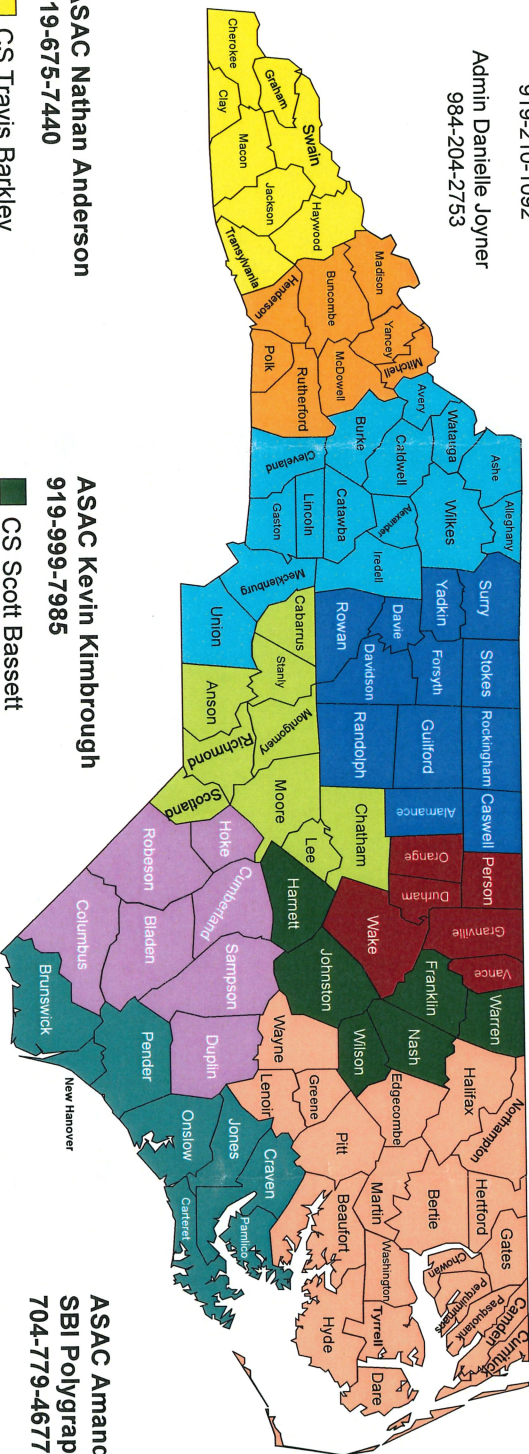 919-210-1092
Admin Danielle Joyner
984-204-2753
Cherokee
Graham
Swain
Clay
Macon
Jackson
Haywood
Transylvania
Madison
Buncombe
Henderson
Yancey
Mitchell
McDowell
Polk
Rutherford
Avery
Watauga
Ashe
Alleghany
Burke
Caldwell
Wilkes
Alexander
Cleveland
Catawba
Lincoln
Gaston
Iredell
Mecklenburg
Union
Surry
Stokes
Rockingham
Caswell
Yadkin
Forsyth
Guilford
Alamance
Davie
Davidson
Rowan
Randolph
Cabarrus
Stanly
Montgomery
Anson
Richmond
Scotland
Moore
Lee
Chatham
Person
Orange
Durham
Granville
Vance
Wake
Warren
Franklin
Nash
Wilson
Johnston
Harnett
Hoke
Cumberland
Robeson
Bladen
Columbus
Sampson
Duplin
Brunswick
New Hanover
Pender
Onslow
Jones
Craven
Carteret
Pamlico
Wayne
Lenoir
Greene
Pitt
Edgecombe
Halifax
Northampton
Hertford
Gates
Bertie
Martin
Beaufort
Washington
Chowan
Perquimans
Pasquotank
Camden
Currituck
Tyrrell
Dare
Hyde
ASAC Nathan Anderson
919-675-7440
CS Travis Barkley
ASAC Kevin Kimbrough
919-999-7985
CS Scott Bassett
ASAC
SBI
704-779-4677